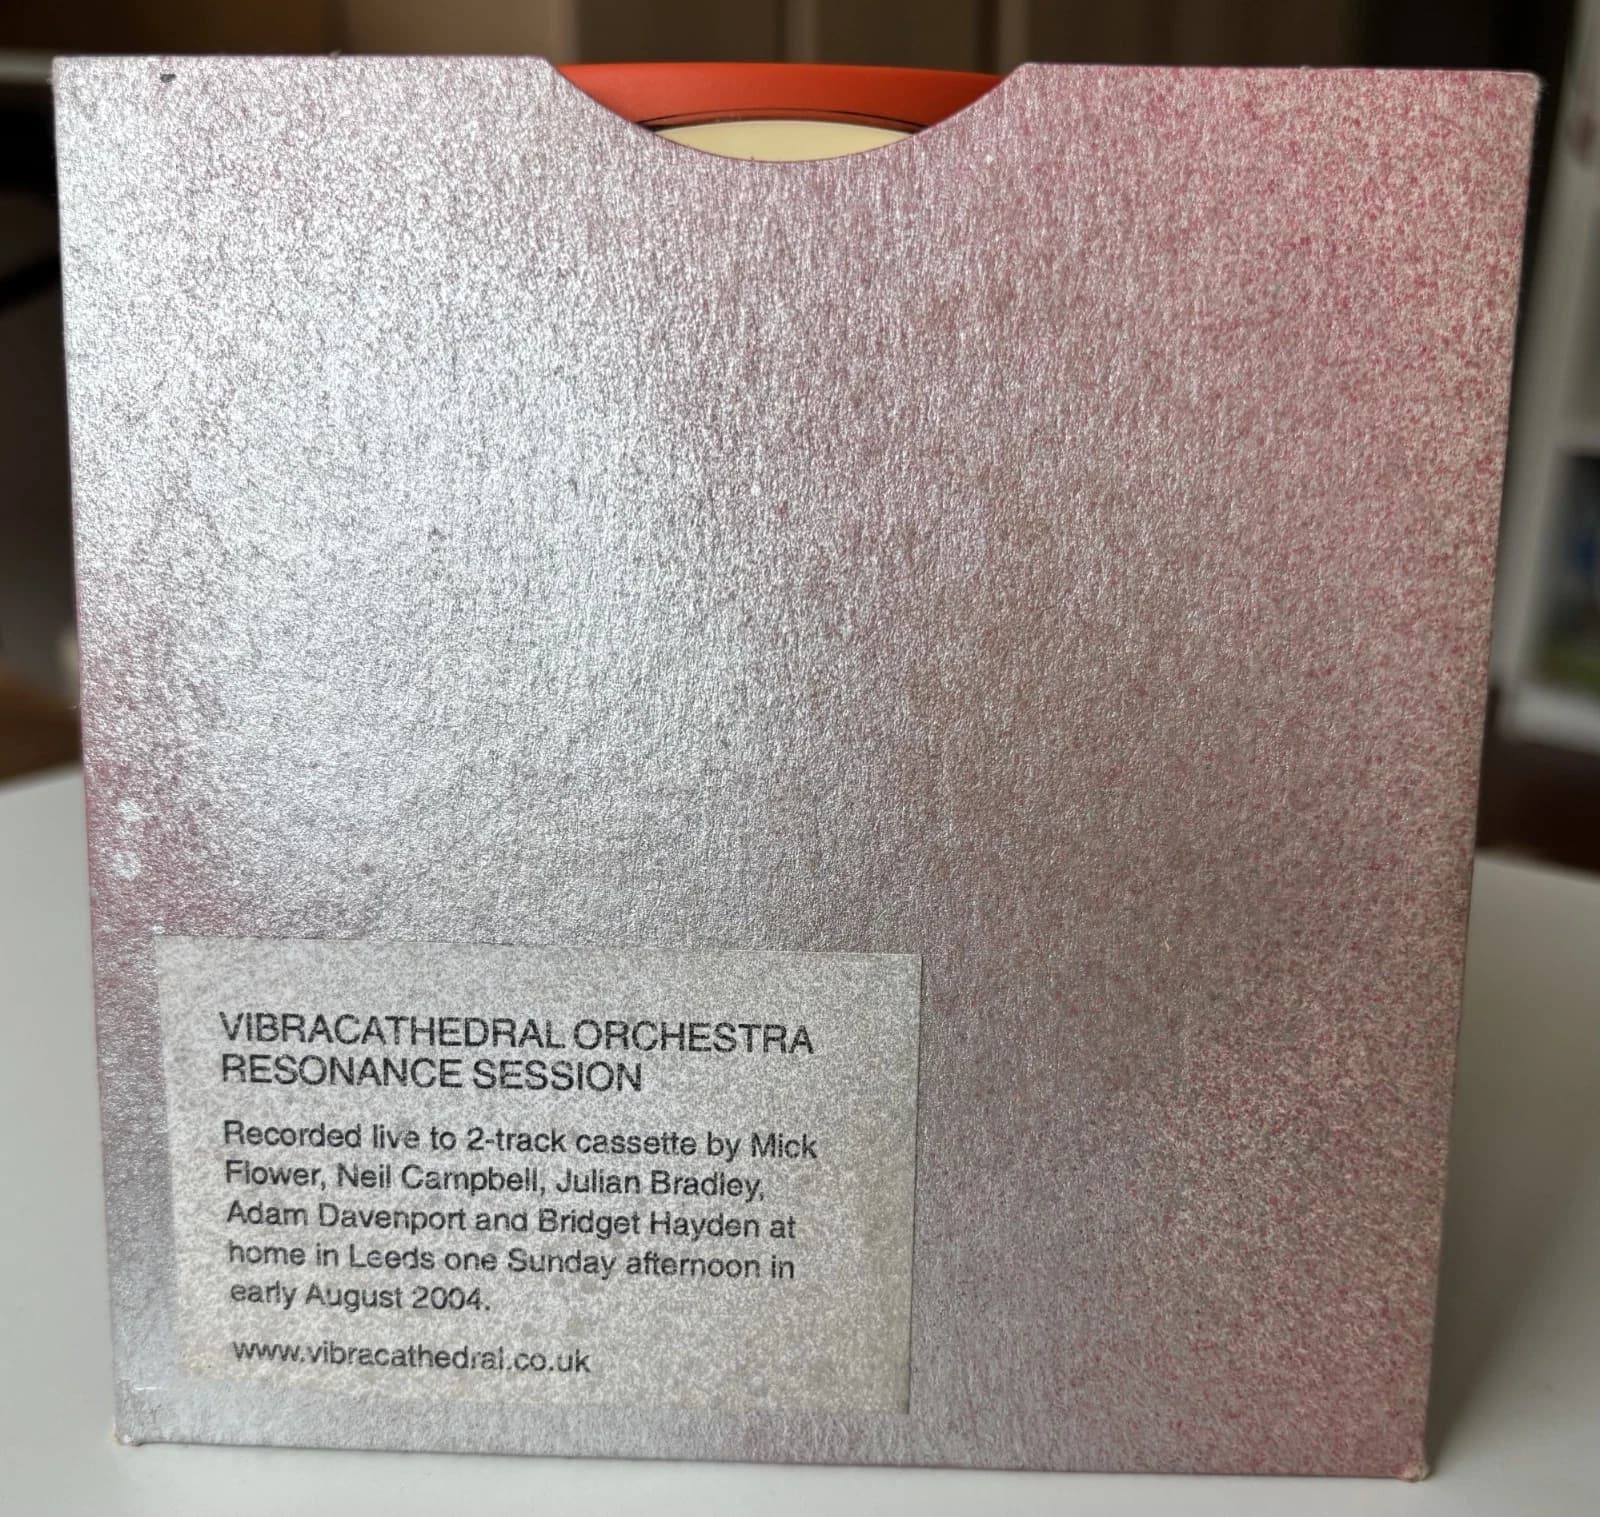 VIBRACATHEDRAL ORCHESTRA
RESONANCE SESSION
Recorded live to 2-track cassette by Mick
Flower, Neil Campbell, Julian Bradley,
Adam Davenport and Bridget Hayden at
home in Leeds one Sunday afternoon in
early August 2004.
www.vibracathedral.co.uk